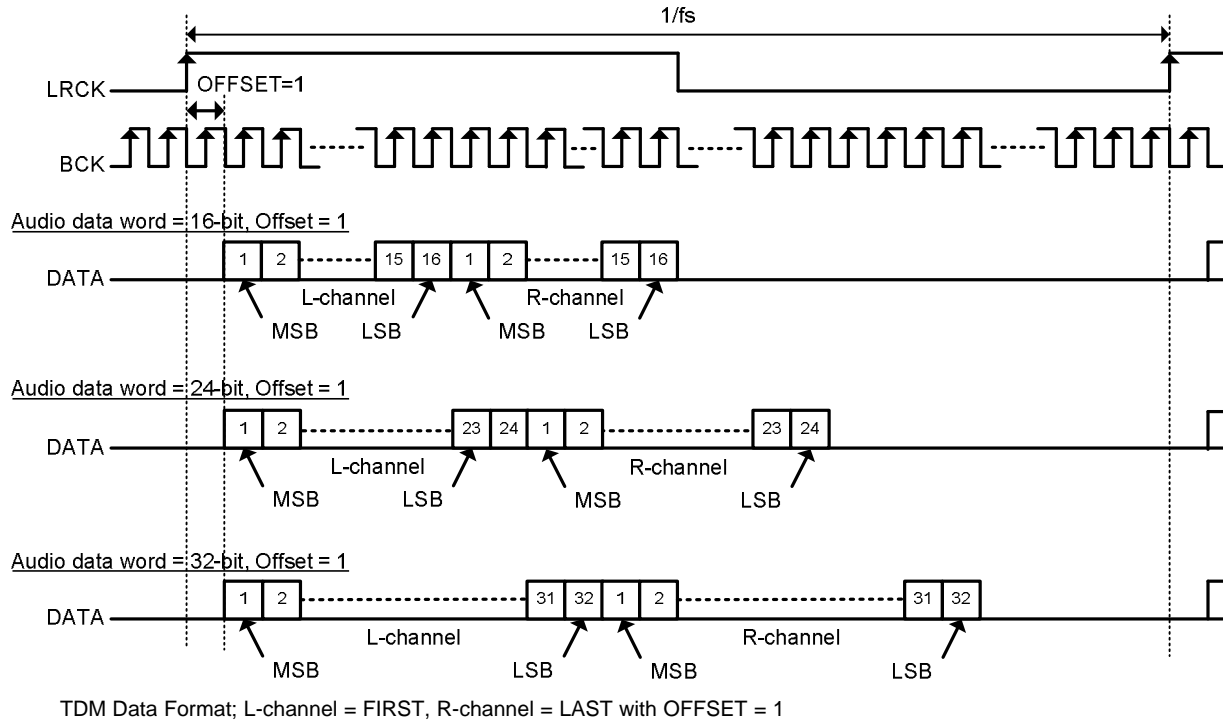 1/fs
LRCK
OFFSET=1
BCK
Audio data word = 16-bit, Offset = 1
DATA
1 2 15 16 1 2 15 16
L-channel R-channel
MSB LSB MSB LSB
Audio data word = 24-bit, Offset = 1
DATA
1 2 23 24 1 2 23 24
L-channel R-channel
MSB LSB MSB LSB
Audio data word = 32-bit, Offset = 1
DATA
1 2 31 32 1 2 31 32
L-channel R-channel
MSB LSB MSB LSB
TDM Data Format; L-channel = FIRST, R-channel = LAST with OFFSET = 1